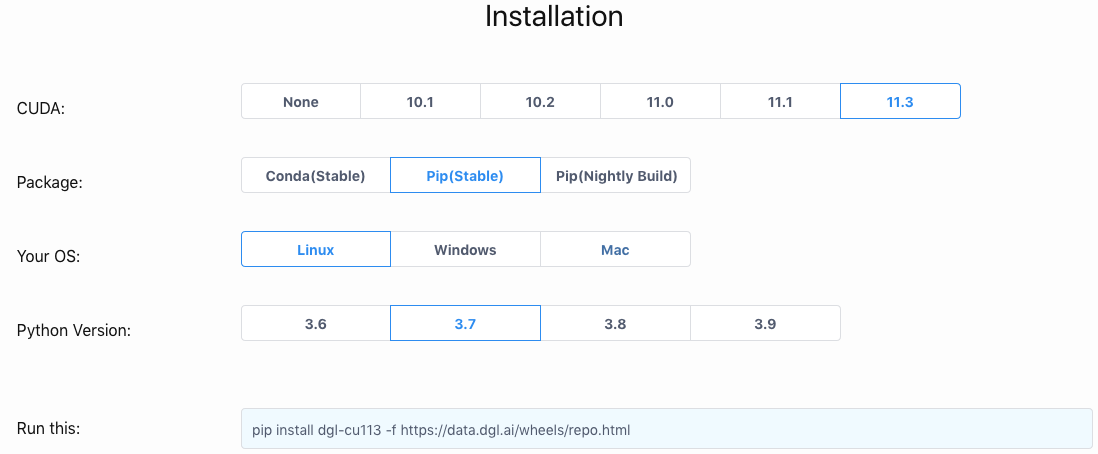 Installation
CUDA: None 10.1 10.2 11.0 11.1 11.3
Package: Conda(Stable) Pip(Stable) Pip(Nightly Build)
Your OS: Linux Windows Mac
Python Version: 3.6 3.7 3.8 3.9
Run this: pip install dgl-cu113 -f https://data.dgl.ai/wheels/repo.html